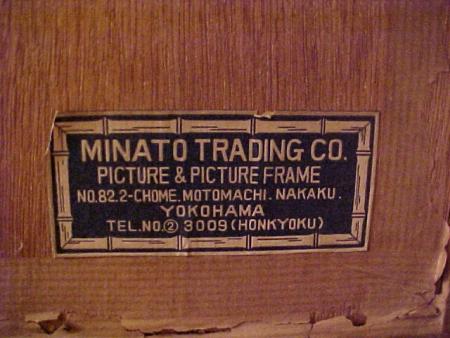 MINATO TRADING CO.
PICTURE & PICTURE FRAME
NO.82.2-CHOME.MOTOMACHI.NAKAKU.
YOKOHAMA
TEL.NO.② 3009 (HONKYOKU)